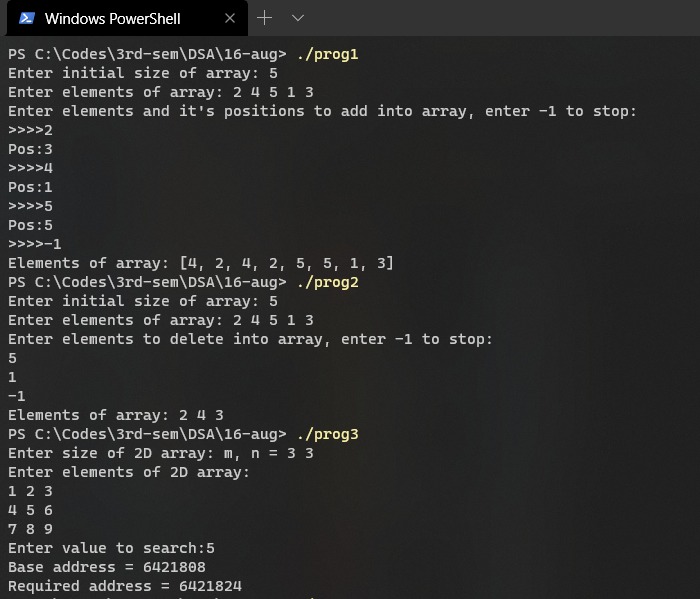 Windows PowerShell
PS C:\Codes\3rd-sem\DSA\16-aug> ./prog1
Enter initial size of array: 5
Enter elements of array: 2 4 5 1 3
Enter elements and it's positions to add into array, enter -1 to stop:
>>>>2
Pos:3
>>>>4
Pos:1
>>>>5
Pos:5
>>>>-1
Elements of array: [4, 2, 4, 2, 5, 5, 1, 3]
PS C:\Codes\3rd-sem\DSA\16-aug> ./prog2
Enter initial size of array: 5
Enter elements of array: 2 4 5 1 3
Enter elements to delete into array, enter -1 to stop:
5
1
-1
Elements of array: 2 4 3
PS C:\Codes\3rd-sem\DSA\16-aug> ./prog3
Enter size of 2D array: m, n = 3 3
Enter elements of 2D array:
1 2 3
4 5 6
7 8 9
Enter value to search:5
Base address = 6421808
Required address = 6421824